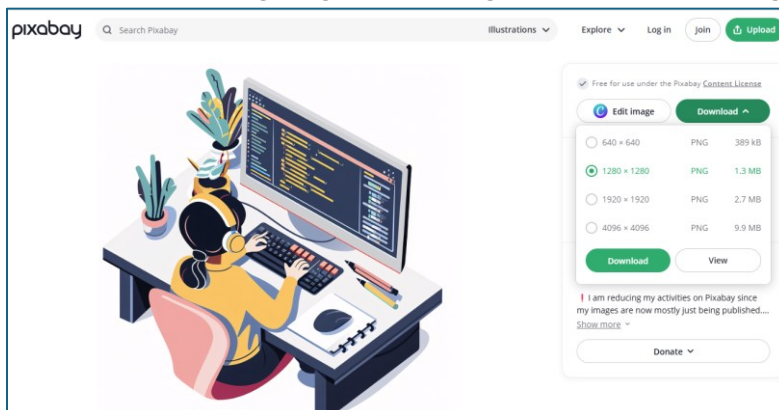 pixabay
Search Pixabay
Illustrations
Explore
Log in
Join
Upload
Free for use under the Pixabay Content License
Edit image
Download
640 × 640 PNG 389 kB
1280 × 1280 PNG 1.3 MB
1920 × 1920 PNG 2.7 MB
4096 × 4096 PNG 9.9 MB
Download
View
I am reducing my activities on Pixabay since
my images are now mostly just being published....
Show more
Donate